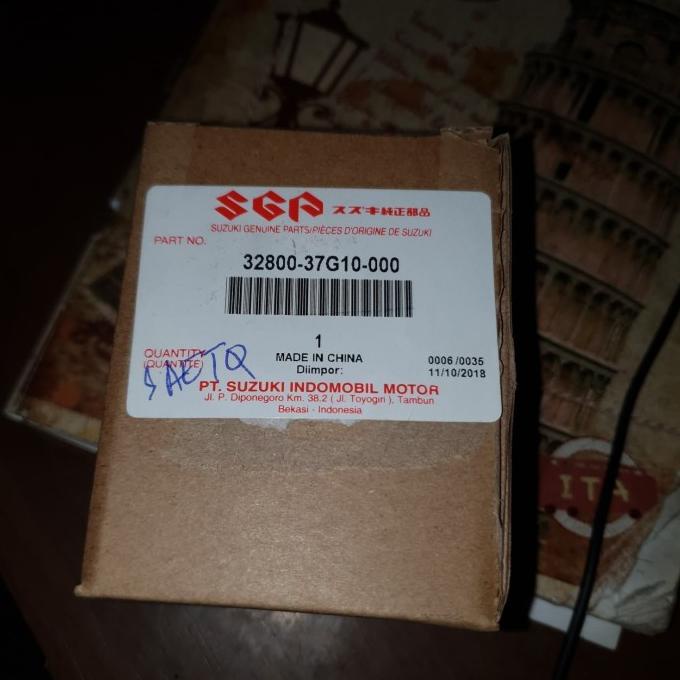 SGP スズキ純正部品
SUZUKI GENUINE PARTS/PIÈCES D'ORIGINE DE SUZUKI
PART NO.
32800-37G10-000
1
QUANTITY
(QUANTITÉ)
MADE IN CHINA
Diimpor:
0006/0035
11/10/2018
PT. SUZUKI INDOMOBIL MOTOR
Jl. P. Diponegoro Km. 38.2 ( Jl. Toyogiri ), Tambun
Bekasi - Indonesia
ITA